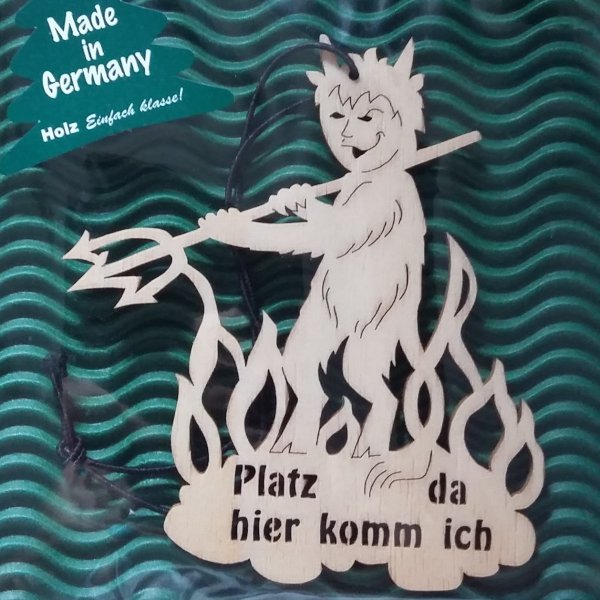 Made
in
Germany
Holz Einfach klasse!
Platz da
hier komm ich